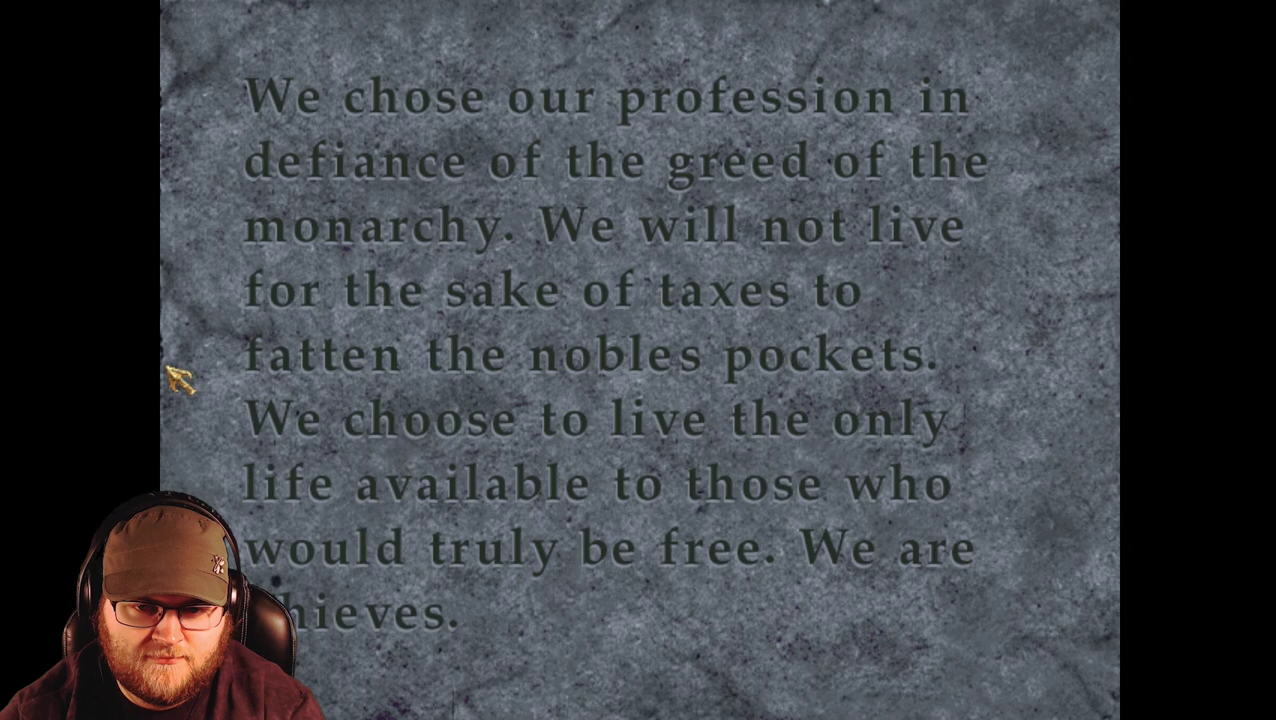 We chose our profession in
defiance of the greed of the
monarchy. We will not live
for the sake of taxes to
fatten the nobles pockets.
We choose to live the only
life available to those who
would truly be free. We are
thieves.